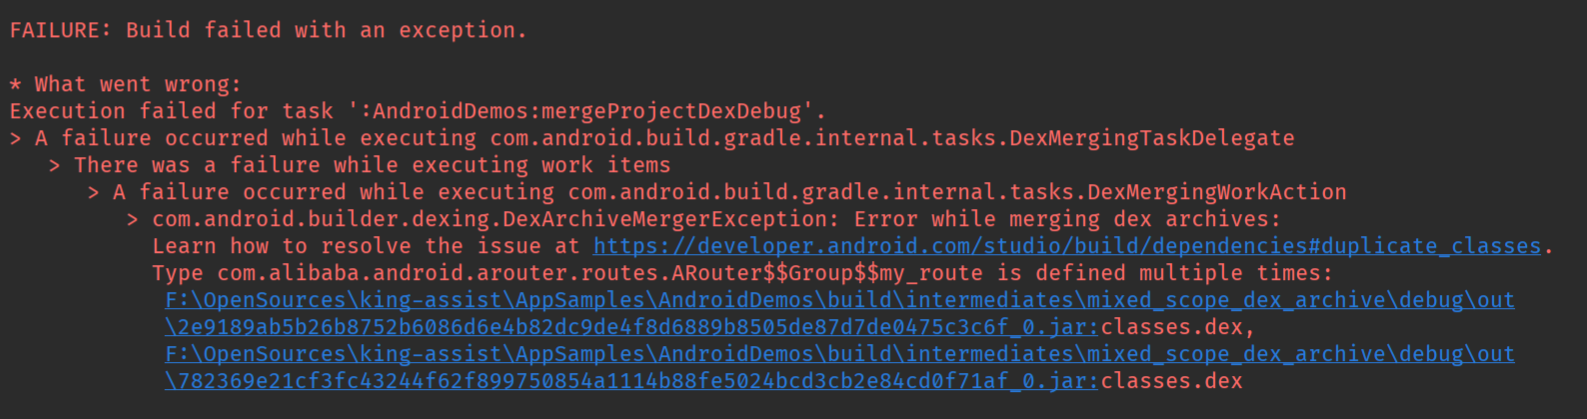 FAILURE: Build failed with an exception.
* What went wrong:
Execution failed for task ':AndroidDemos:mergeProjectDexDebug'.
> A failure occurred while executing com.android.build.gradle.internal.tasks.DexMergingTaskDelegate
> There was a failure while executing work items
> A failure occurred while executing com.android.build.gradle.internal.tasks.DexMergingWorkAction
> com.android.builder.dexing.DexArchiveMergerException: Error while merging dex archives:
Learn how to resolve the issue at https://developer.android.com/studio/build/dependencies#duplicate_classes.
Type com.alibaba.android.arouter.routes.ARouter$$Group$$my_route is defined multiple times:
F:\OpenSources\king-assist\AppSamples\AndroidDemos\build\intermediates\mixed_scope_dex_archive\debug\out
\2e9189ab5b26b8752b6086d6e4b82dc9de4f8d6889b8505de87d7de0475c3c6f_0.jar:classes.dex,
F:\OpenSources\king-assist\AppSamples\AndroidDemos\build\intermediates\mixed_scope_dex_archive\debug\out
\782369e21cf3fc43244f62f899750854a1114b88fe5024bcd3cb2e84cd0f71af_0.jar:classes.dex